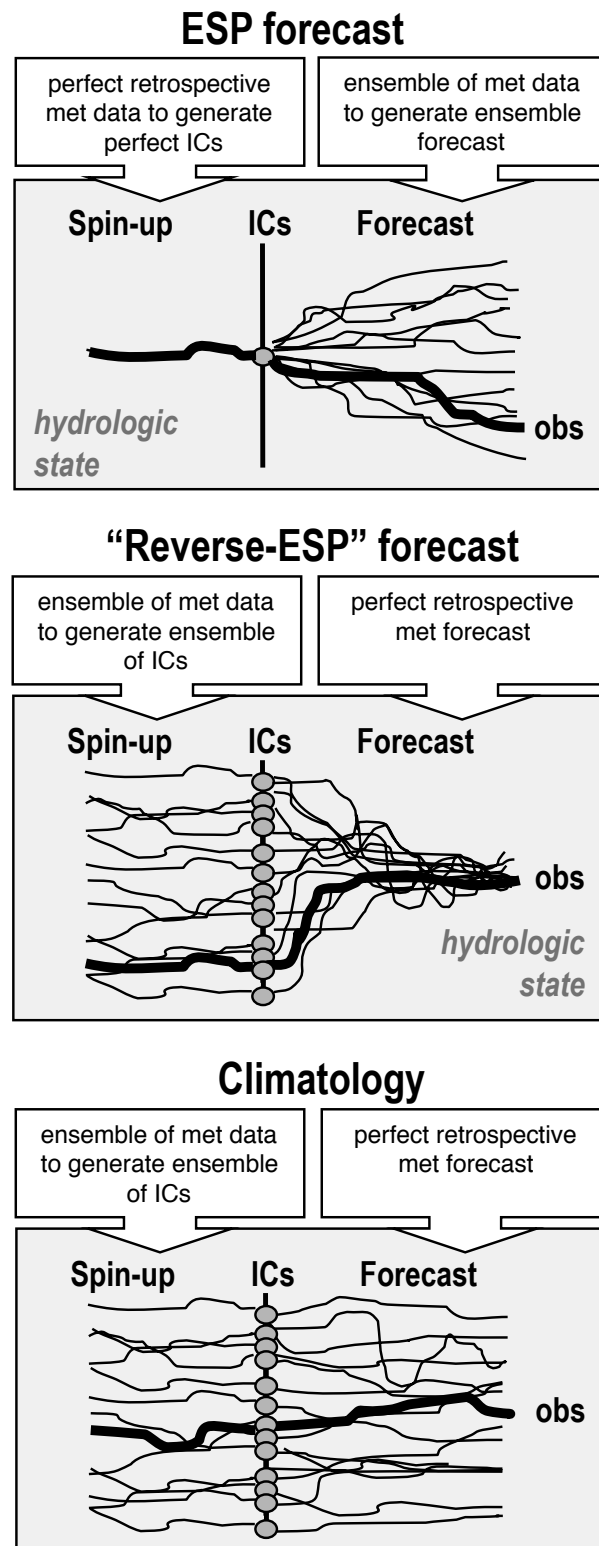 ESP forecast
perfect retrospective
met data to generate
perfect ICs
ensemble of met data
to generate ensemble
forecast
Spin-up ICs Forecast
hydrologic
state
obs
“Reverse-ESP” forecast
ensemble of met data
to generate ensemble
of ICs
perfect retrospective
met forecast
Spin-up ICs Forecast
obs
hydrologic
state
Climatology
ensemble of met data
to generate ensemble
of ICs
perfect retrospective
met forecast
Spin-up ICs Forecast
obs